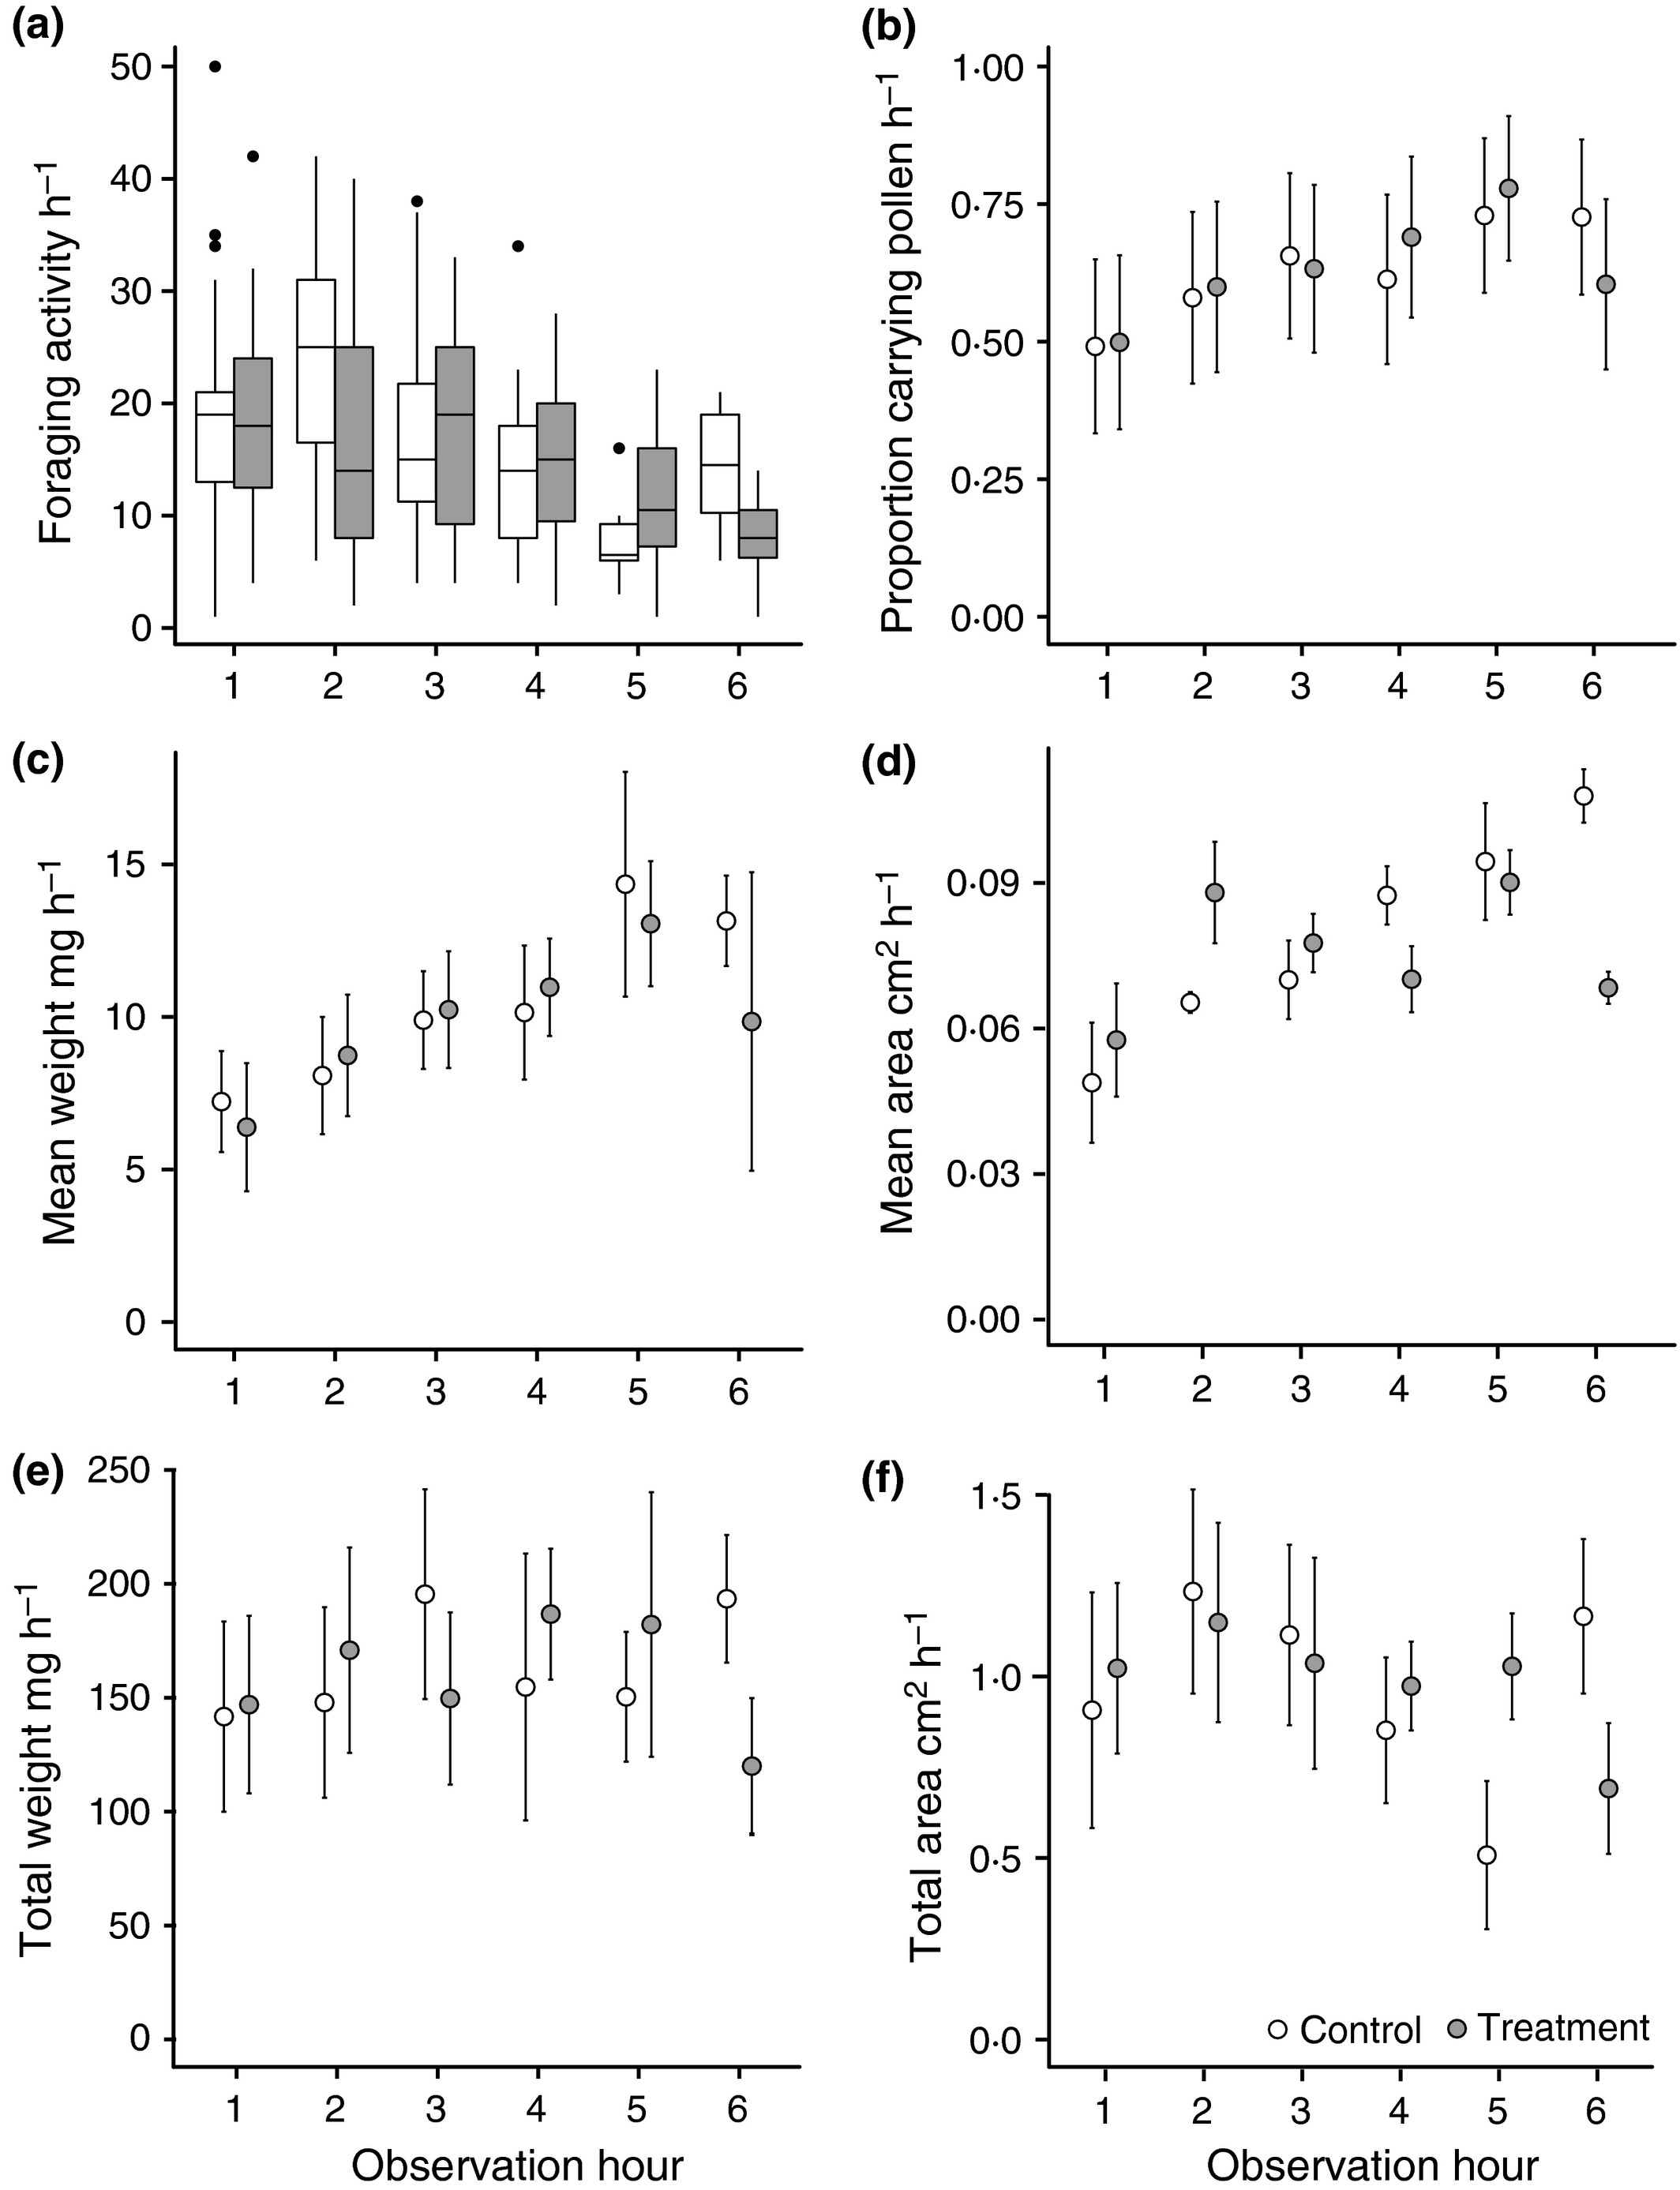 (a)
Foraging activity h⁻¹
50
40
30
20
10
0
1 2 3 4 5 6
(b)
Proportion carrying pollen h⁻¹
1·00
0·75
0·50
0·25
0·00
1 2 3 4 5 6
(c)
Mean weight mg h⁻¹
15
10
5
0
1 2 3 4 5 6
(d)
Mean area cm² h⁻¹
0·09
0·06
0·03
0·00
1 2 3 4 5 6
(e)
Total weight mg h⁻¹
250
200
150
100
50
0
1 2 3 4 5 6
Observation hour
(f)
Total area cm² h⁻¹
1·5
1·0
0·5
0·0
Control Treatment
1 2 3 4 5 6
Observation hour